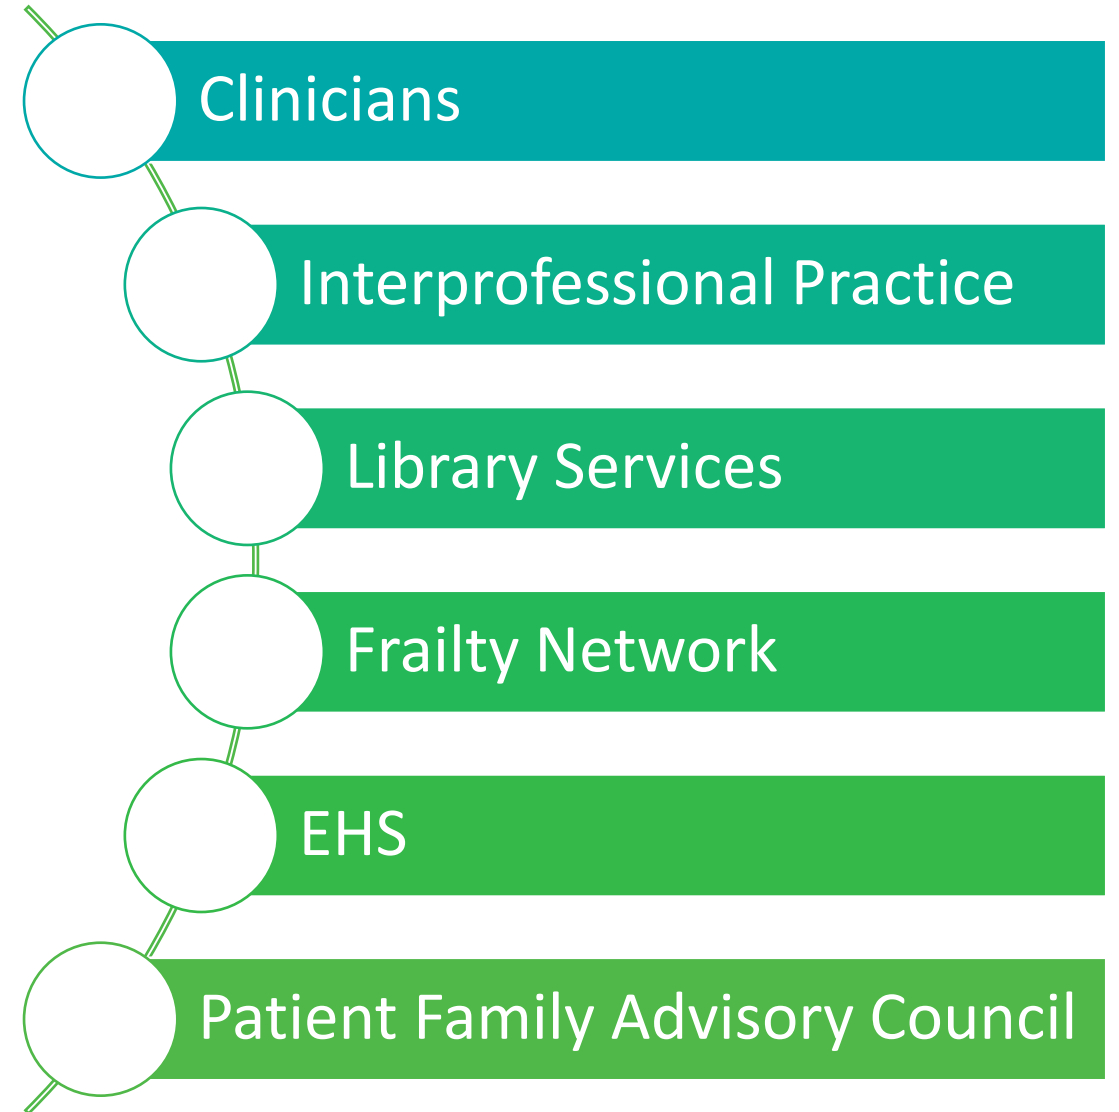 Clinicians
Interprofessional Practice
Library Services
Frailty Network
EHS
Patient Family Advisory Council